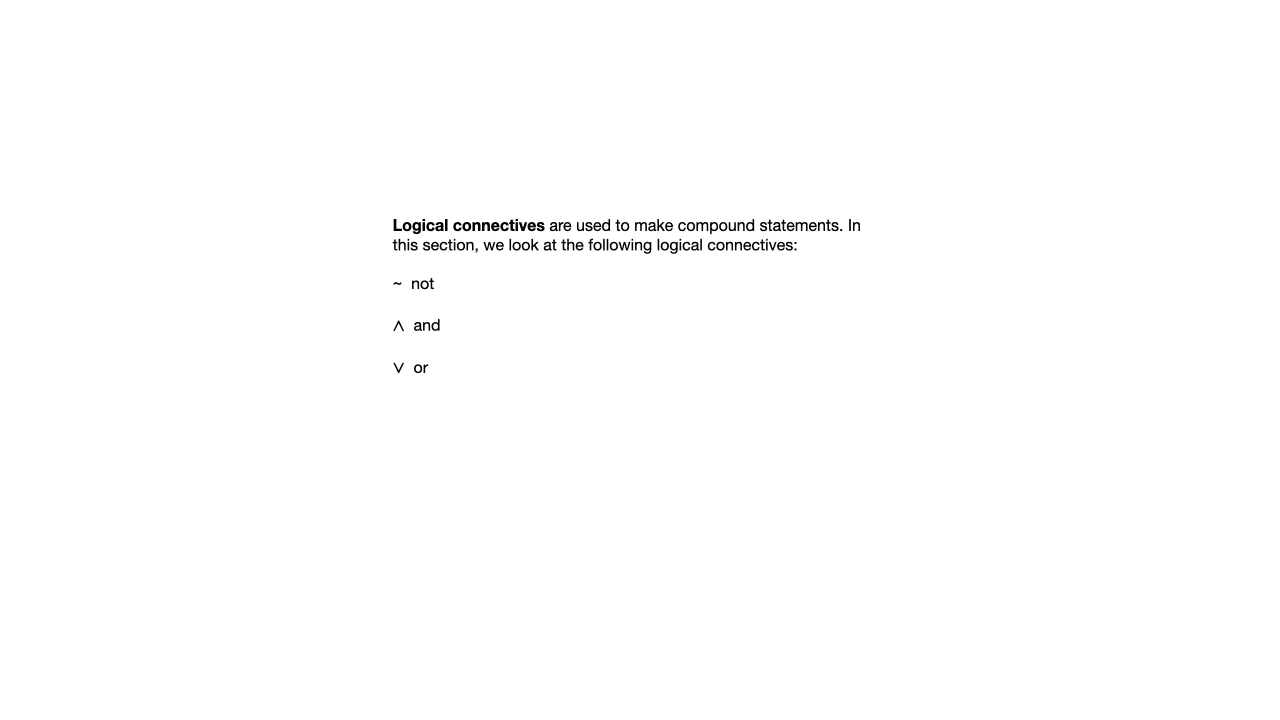 Logical connectives are used to make compound statements. In
this section, we look at the following logical connectives:
~ not
∧ and
∨ or